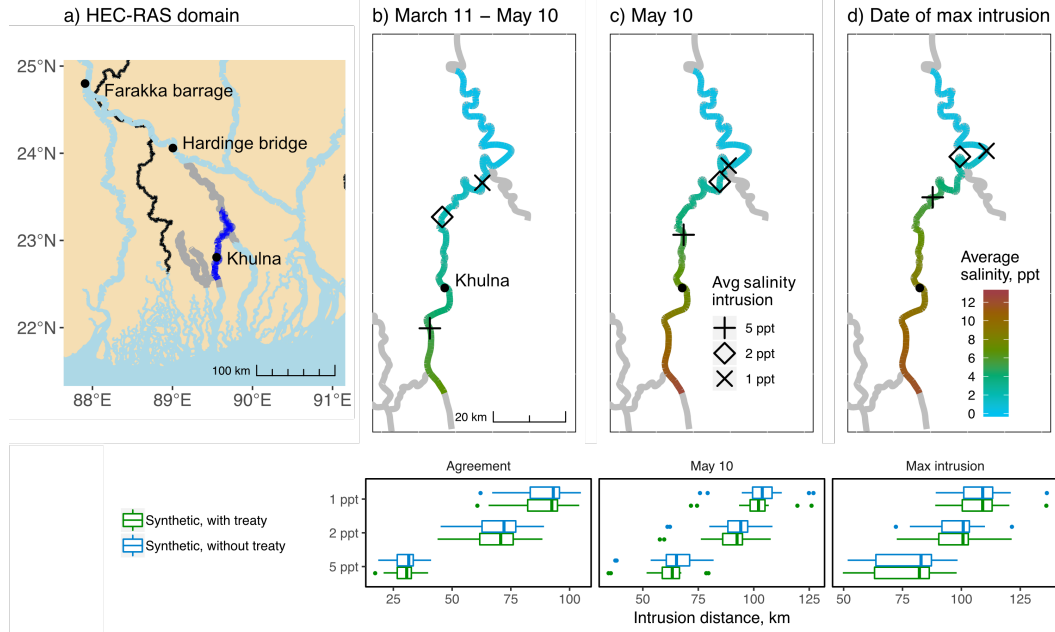 a) HEC-RAS domain
b) March 11 – May 10
c) May 10
d) Date of max intrusion
25°N
24°N
23°N
22°N
Farakka barrage
Hardinge bridge
Khulna
100 km
88°E 89°E 90°E 91°E
Khulna
20 km
Avg salinity
intrusion
5 ppt
2 ppt
1 ppt
Average
salinity, ppt
12
10
8
6
4
2
0
Synthetic, with treaty
Synthetic, without treaty
Agreement
May 10
Max intrusion
1 ppt
2 ppt
5 ppt
25 50 75 100
50 75 100 125
50 75 100 125
Intrusion distance, km